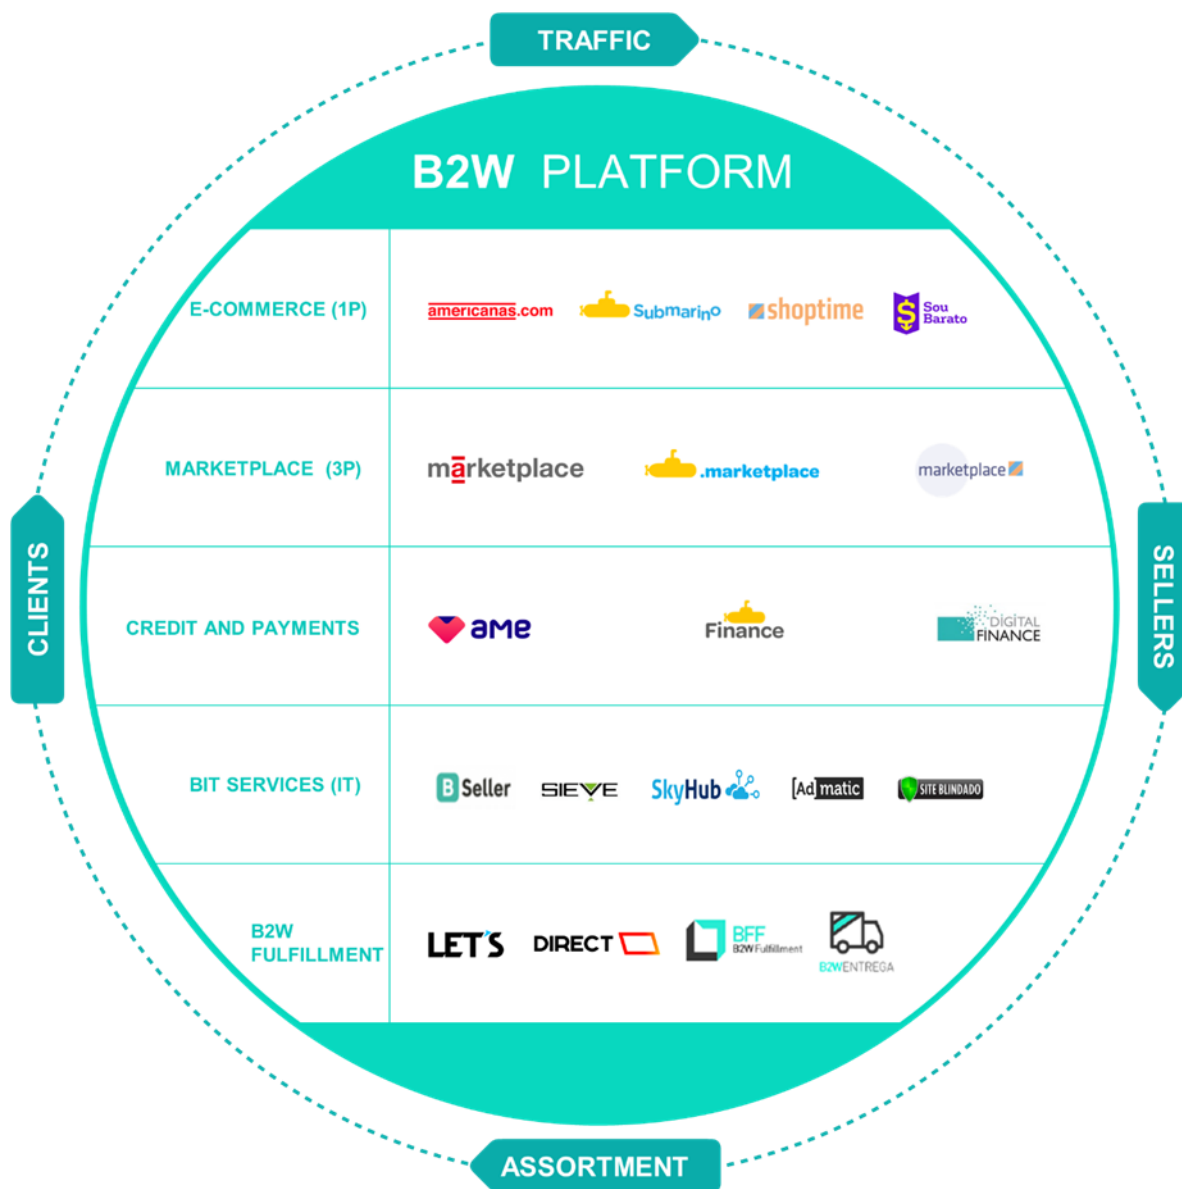 TRAFFIC
B2W PLATFORM
E-COMMERCE (1P)
americanas.com
Submarino
shoptime
Sou
Barato
MARKETPLACE (3P)
marketplace
.marketplace
marketplace
CREDIT AND PAYMENTS
ame
Finance
DIGITAL
FINANCE
BIT SERVICES (IT)
B Seller
SIEVE
SkyHub
[Ad]matic
SITE BLINDADO
B2W
FULFILLMENT
LET'S
DIRECT
BFF
B2W Fulfillment
B2WENTREGA
CLIENTS
SELLERS
ASSORTMENT